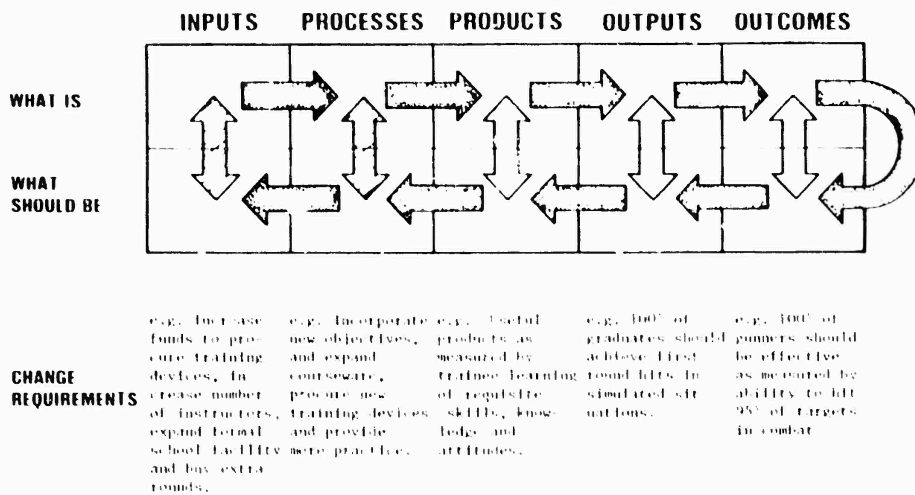 INPUTS PROCESSES PRODUCTS OUTPUTS OUTCOMES
WHAT IS
WHAT
SHOULD BE
CHANGE
REQUIREMENTS
e.g. Increase
funds to pro-
cure training
devices, in
crease number
of instructors,
expand formal
school facility
and buy extra
rounds.
e.g. Incorporate
new objectives,
and expand
courseware,
procure new
training devices
and provide
more practice.
e.g. Useful
products as
measured by
trainee learning
of requisite
skills, know-
ledge and
attitudes.
e.g. 100% of
graduates should
achieve first
round hits in
simulated sit
uations.
e.g. 100% of
gunners should
be effective
as measured by
ability to hit
95% of targets
in combat